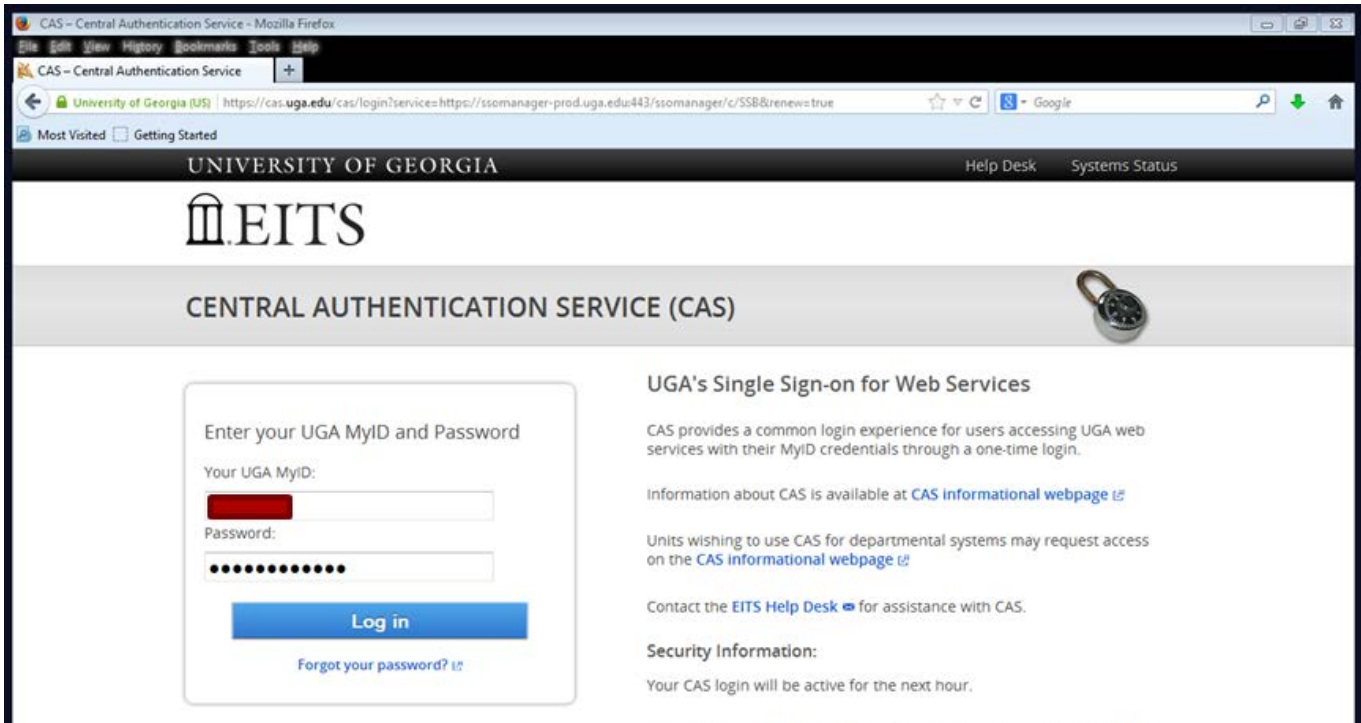 CAS – Central Authentication Service - Mozilla Firefox
File Edit View History Bookmarks Tools Help
CAS – Central Authentication Service +
University of Georgia (US) https://cas.uga.edu/cas/login?service=https://ssomanager-prod.uga.edu:443/ssomanager/c/SSB&renew=true Google
Most Visited Getting Started
UNIVERSITY OF GEORGIA Help Desk Systems Status
EITS
CENTRAL AUTHENTICATION SERVICE (CAS)
Enter your UGA MyID and Password
Your UGA MyID:
Password:
••••••••••••
Log in
Forgot your password?
UGA's Single Sign-on for Web Services
CAS provides a common login experience for users accessing UGA web
services with their MyID credentials through a one-time login.
Information about CAS is available at CAS informational webpage
Units wishing to use CAS for departmental systems may request access
on the CAS informational webpage
Contact the EITS Help Desk for assistance with CAS.
Security Information:
Your CAS login will be active for the next hour.